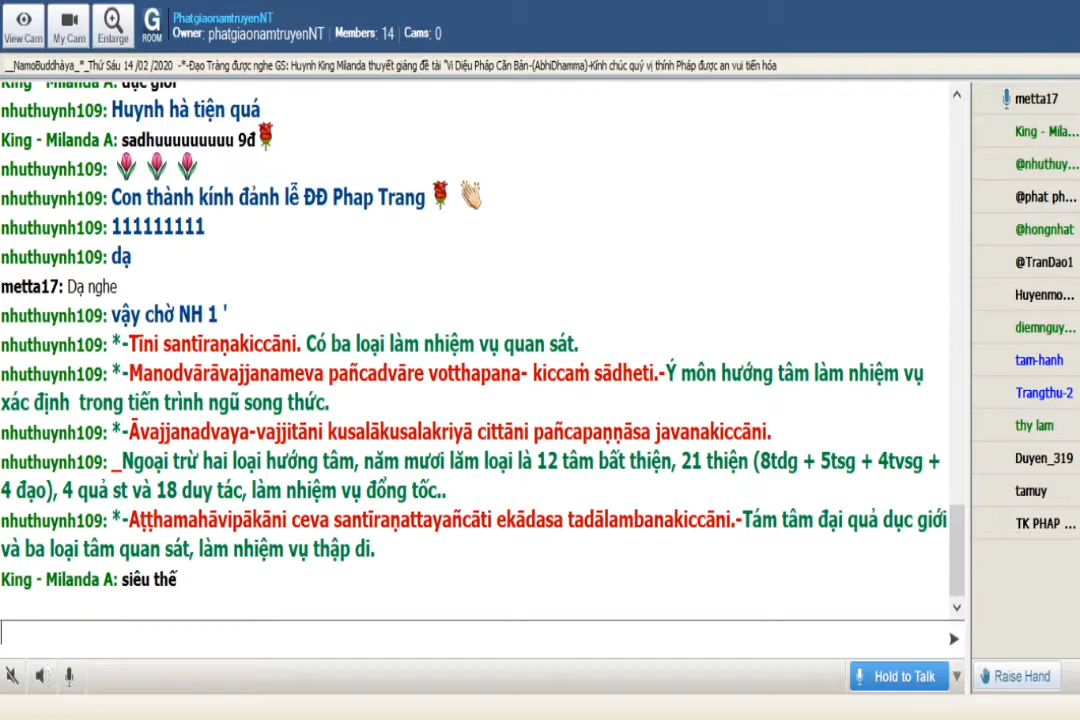 View Cam
My Cam
Enlarge
G
ROOM
PhatgiaonamtruyenNT
Owner: phatgiaonamtruyenNT | Members: 14 | Cams: 0
__NamoBuddhàya_*_Thứ Sáu 14 /02 /2020 -*-Đạo Tràng được nghe GS: Huynh King Milanda thuyết giảng đề tài "Vi Diệu Pháp Căn Bản-(AbhiDhamma)-Kính chúc quý vị thính Pháp được an vui tiến hóa
King - Milanda A: dục giới
nhuthuynh109: Huynh hà tiện quá
King - Milanda A: sadhuuuuuuuuu 9đ
nhuthuynh109:
nhuthuynh109: Con thành kính đảnh lễ ĐĐ Phap Trang
nhuthuynh109: 111111111
nhuthuynh109: dạ
metta17: Dạ nghe
nhuthuynh109: vậy chờ NH 1 '
nhuthuynh109: *-Tīni santīraṇakiccāni. Có ba loại làm nhiệm vụ quan sát.
nhuthuynh109: *-Manodvārāvajjanameva pañcadvāre votthapana- kiccaṁ sādheti.-Ý môn hướng tâm làm nhiệm vụ
xác định trong tiến trình ngũ song thức.
nhuthuynh109: *-Āvajjanadvaya-vajjitāni kusalākusalakriyā cittāni pañcapaṇṇāsa javanakiccāni.
nhuthuynh109: _Ngoại trừ hai loại hướng tâm, năm mươi lăm loại là 12 tâm bất thiện, 21 thiện (8tdg + 5tsg + 4tvsg +
4 đạo), 4 quả st và 18 duy tác, làm nhiệm vụ đổng tốc..
nhuthuynh109: *-Aṭṭhamahāvipākāni ceva santīraṇattayañcāti ekādasa tadālambanakiccāni.-Tám tâm đại quả dục giới
và ba loại tâm quan sát, làm nhiệm vụ thập di.
King - Milanda A: siêu thế
Hold to Talk
metta17
King - Mila...
@nhuthuy...
@phat ph...
@hongnhat
@TranDao1
Huyenmo...
diemnguy...
tam-hanh
Trangthu-2
thy lam
Duyen_319
tamuy
TK PHAP ...
Raise Hand